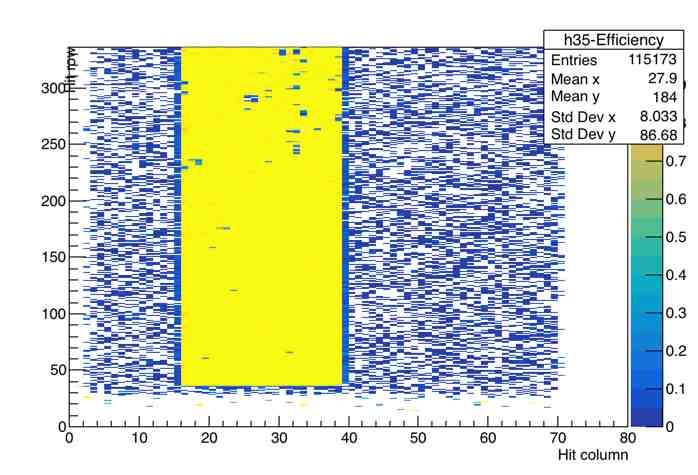 h35-Efficiency
Entries 115173
Mean x 27.9
Mean y 184
Std Dev x 8.033
Std Dev y 86.68
Hit row
300
250
200
150
100
50
0
0 10 20 30 40 50 60 70 80
Hit column
0.7
0.6
0.5
0.4
0.3
0.2
0.1
0